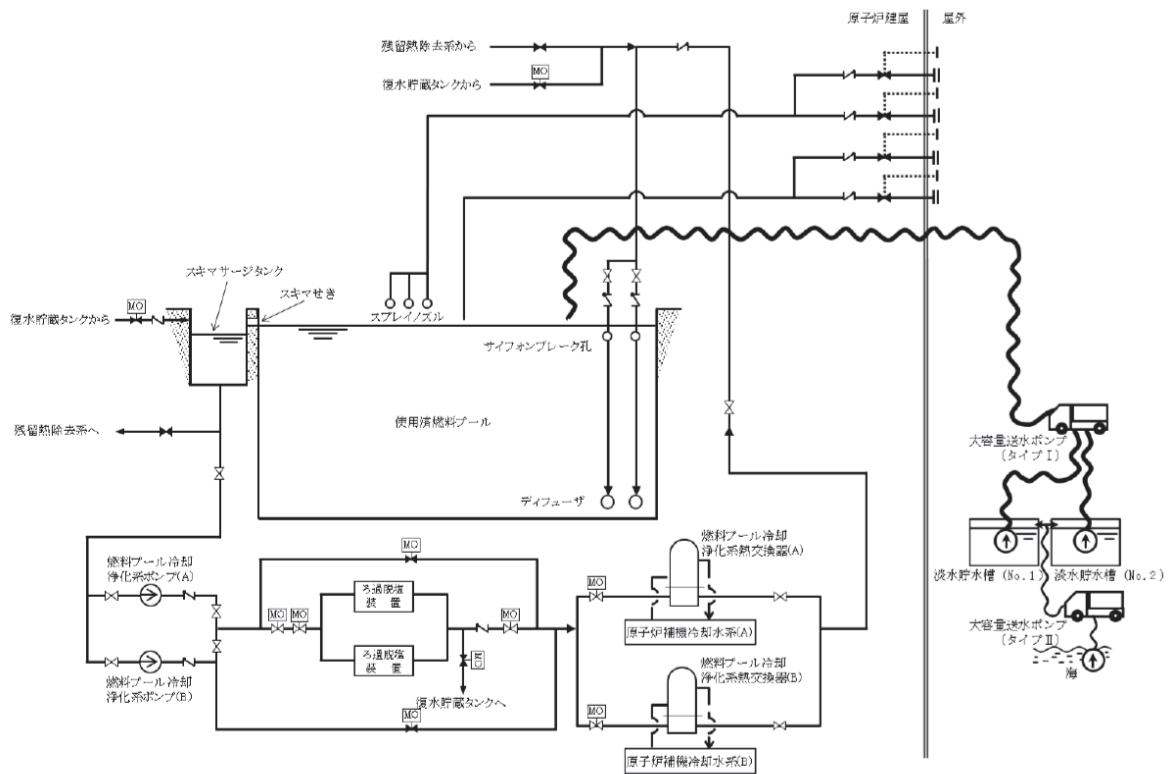 原子炉建屋
屋外
残留熱除去系から
MO
復水貯蔵タンクから
スキマサージタンク
スキマせき
MO
復水貯蔵タンクから
スプレイノズル
サイフォンブレーク孔
使用済燃料プール
残留熱除去系へ
ディフューザ
大容量送水ポンプ
(タイプⅠ)
燃料プール冷却
浄化系ポンプ(A)
MO
MO
MO
ろ過脱塩
装置
MO
MO
ろ過脱塩
装置
復水貯蔵タンクへ
燃料プール冷却
浄化系ポンプ(B)
MO
燃料プール冷却
浄化系熱交換器(A)
MO
原子炉補機冷却水系(A)
燃料プール冷却
浄化系熱交換器(B)
MO
原子炉補機冷却水系(B)
淡水貯水槽 (No.1)
淡水貯水槽 (No.2)
大容量送水ポンプ
(タイプⅡ)
海